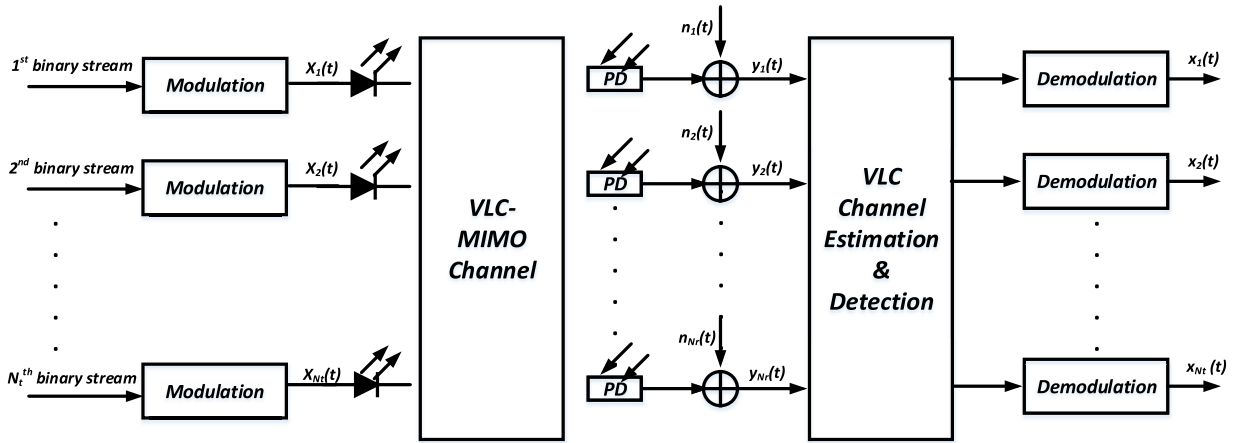 1st binary stream
Modulation
X1(t)
2nd binary stream
Modulation
X2(t)
Ntth binary stream
Modulation
XNt(t)
VLC-
MIMO
Channel
PD
n1(t)
y1(t)
PD
n2(t)
y2(t)
PD
nNr(t)
yNr(t)
VLC
Channel
Estimation
&
Detection
Demodulation
x1(t)
Demodulation
x2(t)
Demodulation
xNt (t)